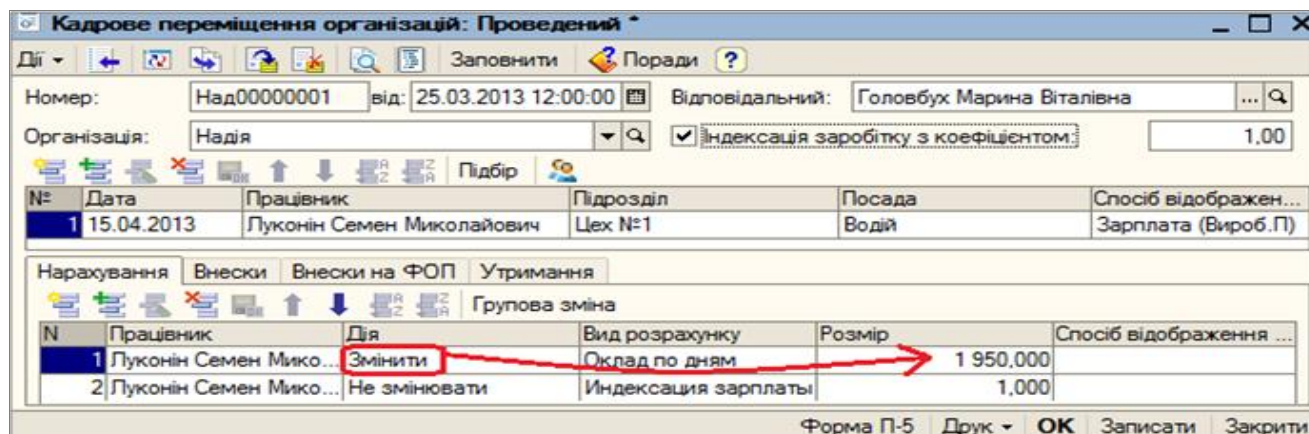 Кадрове переміщення організацій: Проведений *
Дії Заповнити Поради ?
Номер: Над00000001 від: 25.03.2013 12:00:00 Відповідальний: Головбух Марина Віталівна ...
Організація: Надія Індексація заробітку з коефіцієнтом: 1,00
Підбір
№ Дата Працівник Підрозділ Посада Спосіб відображен...
1 15.04.2013 Луконін Семен Миколайович Цех №1 Водій Зарплата (Вироб.П)
Нарахування Внески Внески на ФОП Утримання
Групова зміна
N Працівник Дія Вид розрахунку Розмір Спосіб відображення ...
1 Луконін Семен Мико... Змінити Оклад по дням 1 950,000
2 Луконін Семен Мико... Не змінювати Индексация зарплаты 1,000
Форма П-5 Друк OK Записати Закрити